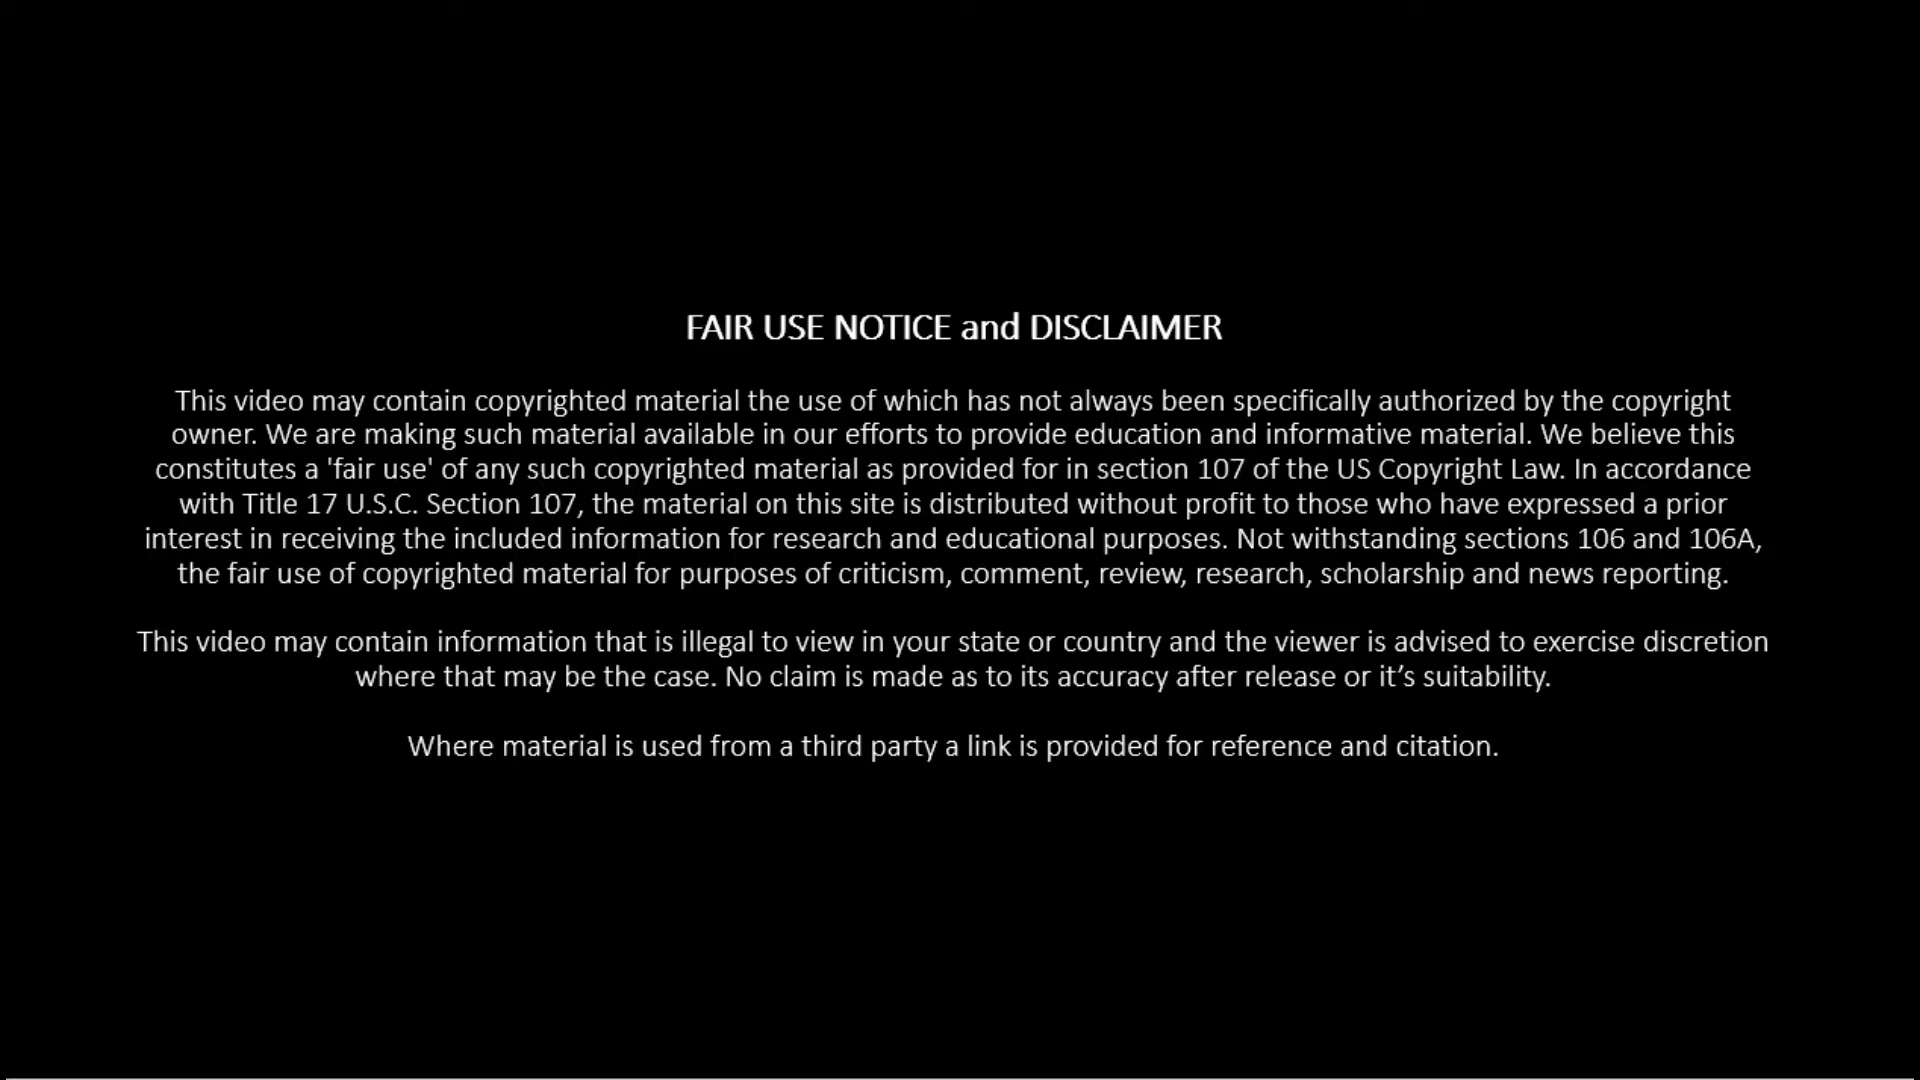 FAIR USE NOTICE and DISCLAIMER
This video may contain copyrighted material the use of which has not always been specifically authorized by the copyright
owner. We are making such material available in our efforts to provide education and informative material. We believe this
constitutes a 'fair use' of any such copyrighted material as provided for in section 107 of the US Copyright Law. In accordance
with Title 17 U.S.C. Section 107, the material on this site is distributed without profit to those who have expressed a prior
interest in receiving the included information for research and educational purposes. Not withstanding sections 106 and 106A,
the fair use of copyrighted material for purposes of criticism, comment, review, research, scholarship and news reporting.
This video may contain information that is illegal to view in your state or country and the viewer is advised to exercise discretion
where that may be the case. No claim is made as to its accuracy after release or it’s suitability.
Where material is used from a third party a link is provided for reference and citation.